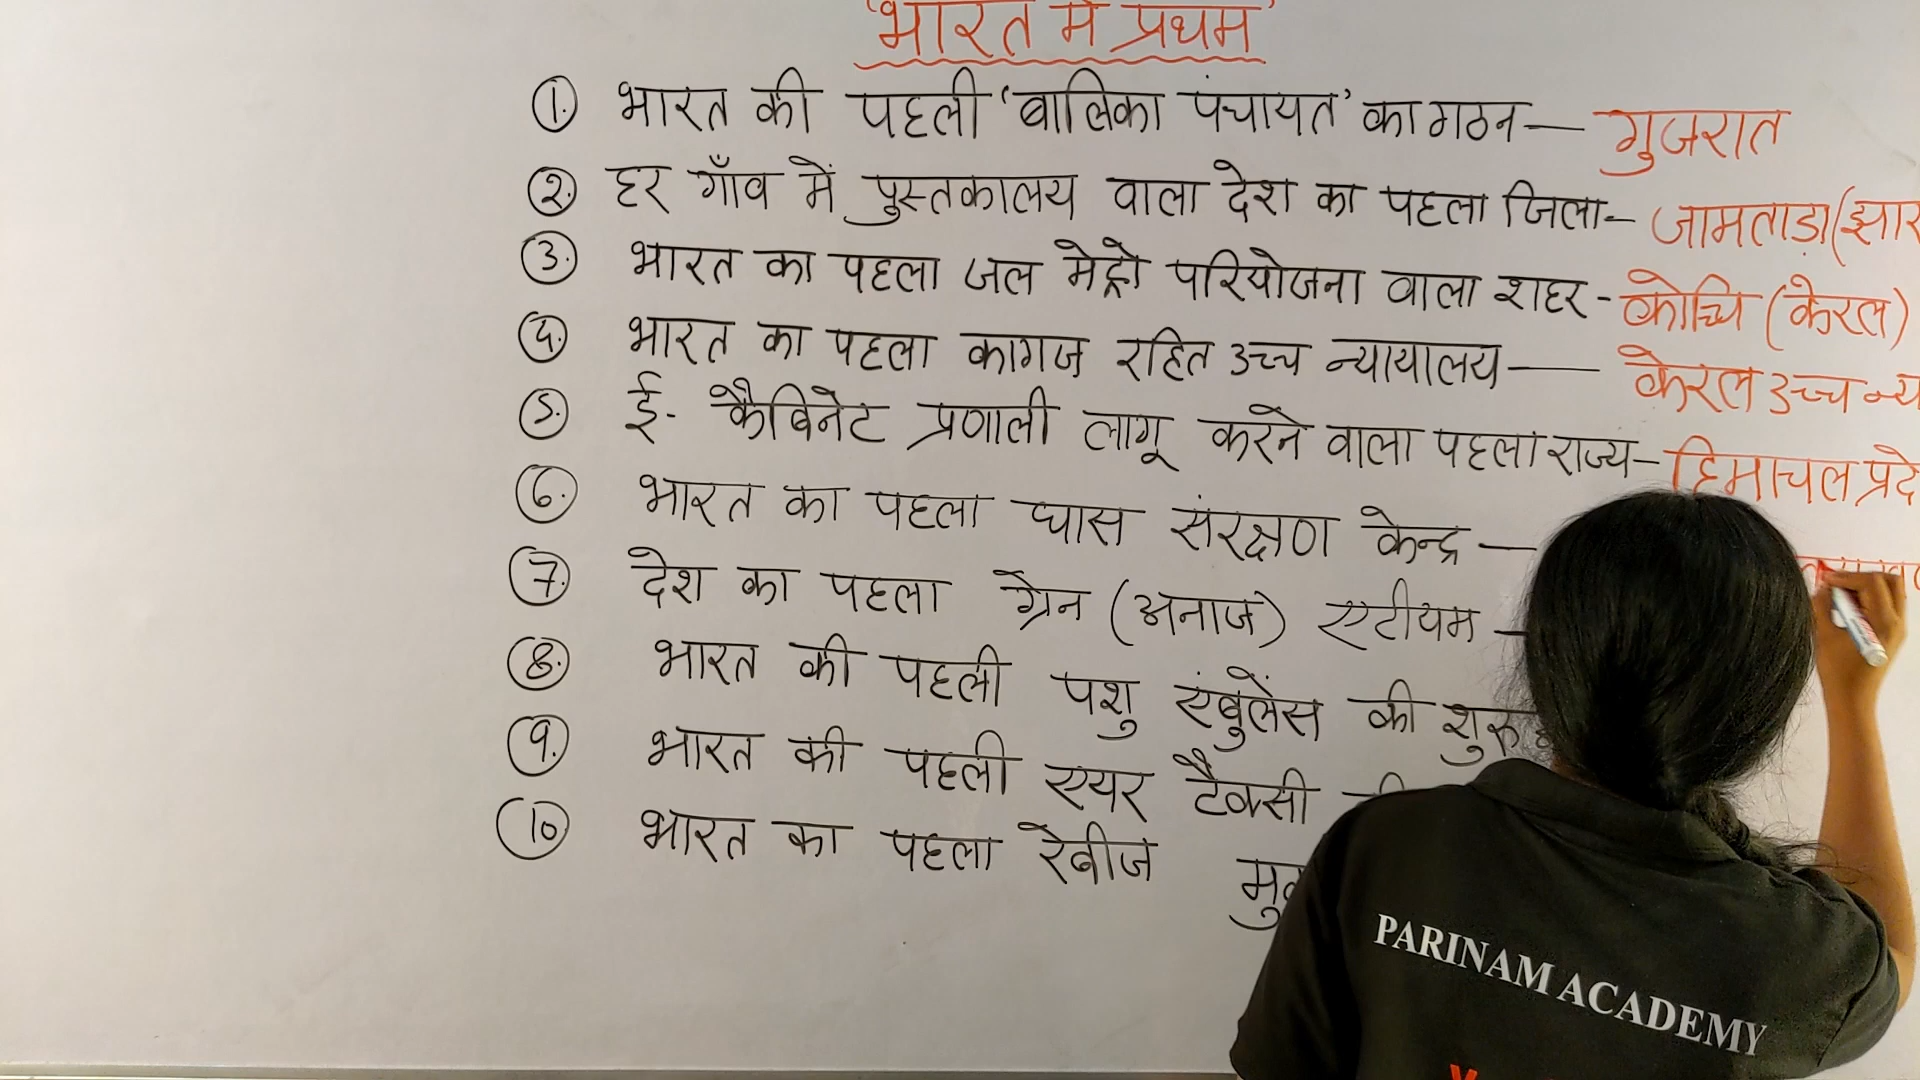 'भारत में प्रथम'
1. भारत की पहली 'बालिका पंचायत' का गठन — गुजरात
2. हर गाँव में पुस्तकालय वाला देश का पहला जिला - जामताड़ा (झार
3. भारत का पहला जल मेट्रो परियोजना वाला शहर - कोच्चि (केरल)
4. भारत का पहला कागज रहित उच्च न्यायालय — केरल उच्च न्य
5. ई- कैबिनेट प्रणाली लागू करने वाला पहला राज्य - हिमाचल प्रदे
6. भारत का पहला घास संरक्षण केन्द्र —
7. देश का पहला ग्रेन (अनाज) एटीयम -
8. भारत की पहली पशु एंबुलेंस की शुरु
9. भारत की पहली एयर टैक्सी
10. भारत का पहला रेबीज
PARINAM ACADEMY